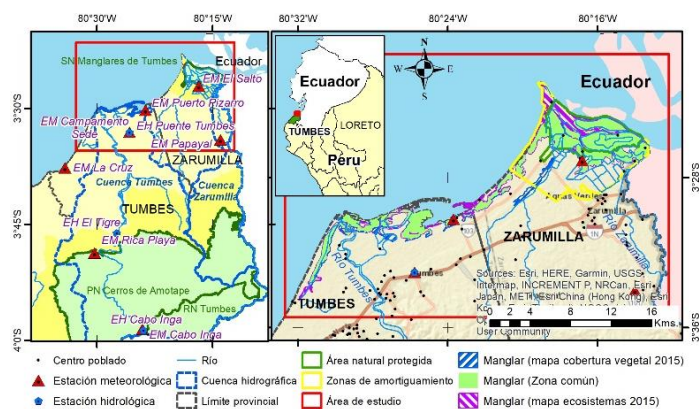 80°30'W
80°15'W
SN Manglares de Tumbes
Ecuador
EM El Salto
3°30'S
EM Puerto Pizarro
EM Campamento Sede
EH Puente Tumbes
EM Papayal
ZARUMILLA
EM La Cruz
Cuenca Tumbes
Cuenca Zarumilla
TUMBES
3°45'S
EH El Tigre
EM Rica Playa
PN Cerros de Amotape
RN Tumbes
EH Cabo Inga
EM Cabo Inga
4°0'S
Ecuador
TUMBES
LORETO
Peru
80°32'W
80°24'W
80°16'W
N
W
E
S
Ecuador
3°28'S
Aguas Verdes
Zarumilla
ZARUMILLA
1N
Río Zarumilla
Río Tumbes
Tumbes
TUMBES
Sources: Esri, HERE, Garmin, USGS,
Intermap, INCREMENT P, NRCan, Esri
Japan, METI, Esri China (Hong Kong), Esri
User Community
0 2 4 8 12 16
Kms.
3°36'S
Centro poblado
Río
Área natural protegida
Manglar (mapa cobertura vegetal 2015)
Estación meteorológica
Cuenca hidrográfica
Zonas de amortiguamiento
Manglar (Zona común)
Estación hidrológica
Límite provincial
Área de estudio
Manglar (mapa ecosistemas 2015)